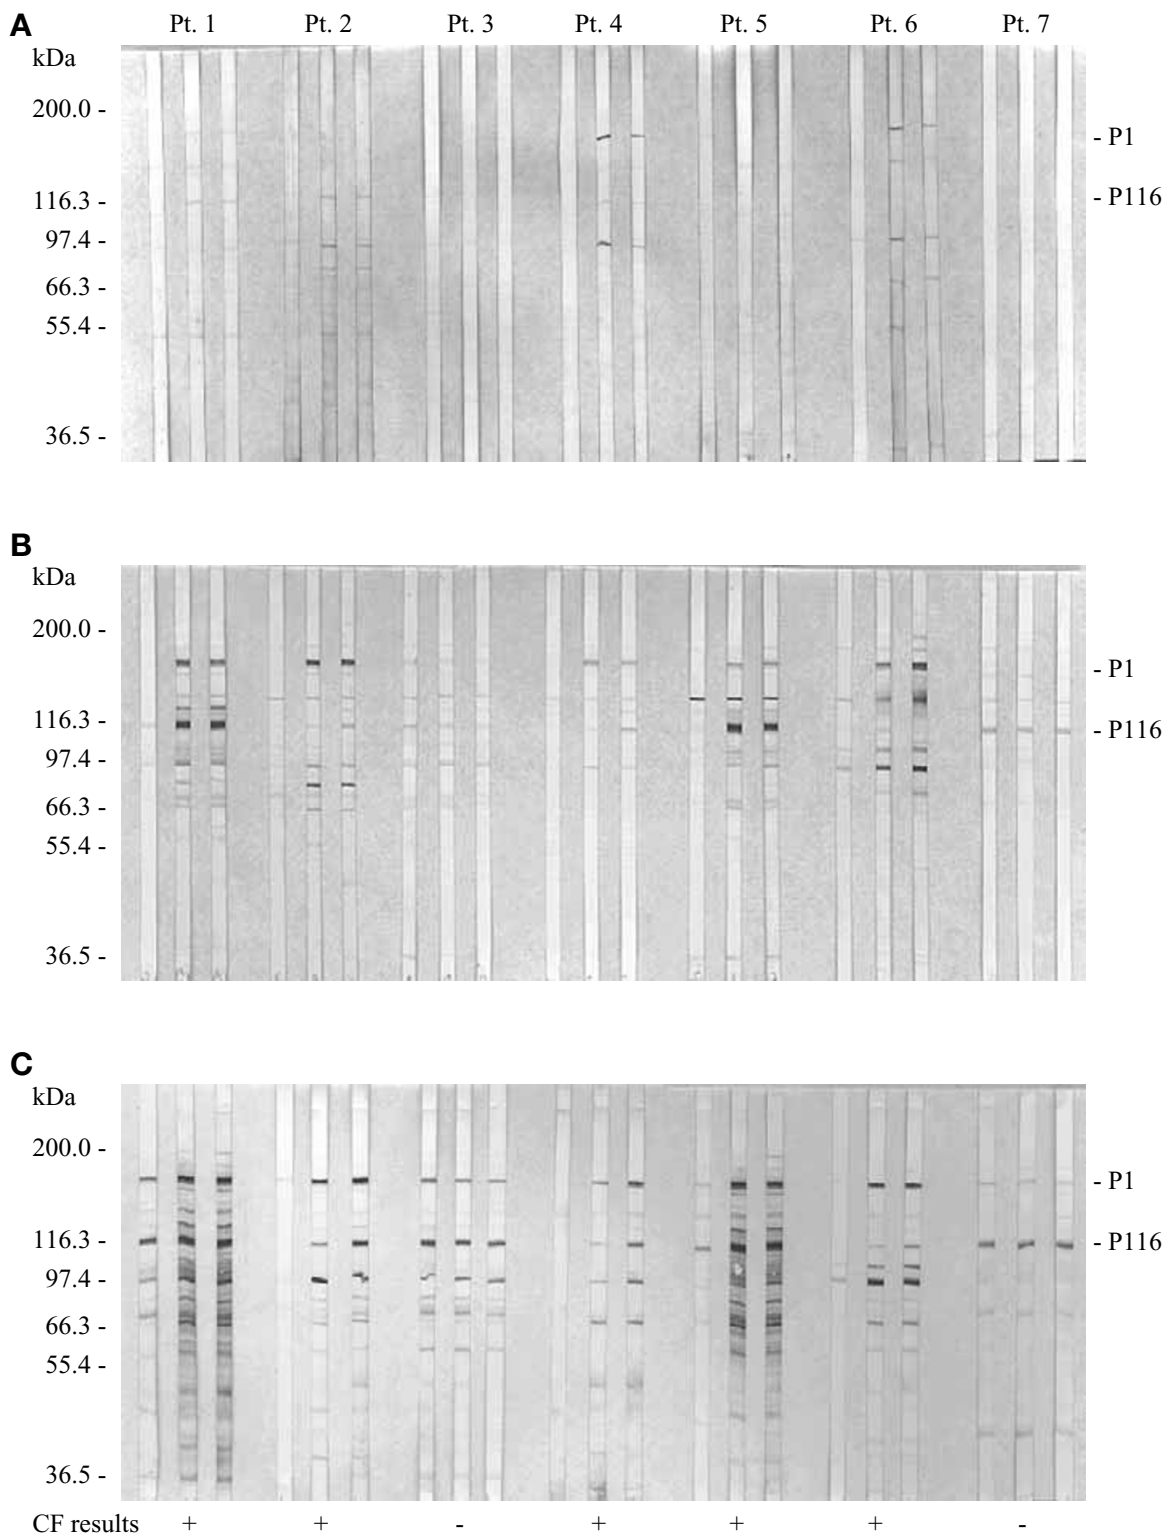 A Pt. 1 Pt. 2 Pt. 3 Pt. 4 Pt. 5 Pt. 6 Pt. 7
kDa
200.0 -
- P1
116.3 - - P116
97.4 -
66.3 -
55.4 -
36.5 -
B
kDa
200.0 -
- P1
116.3 - - P116
97.4 -
66.3 -
55.4 -
36.5 -
C
kDa
200.0 -
- P1
116.3 - - P116
97.4 -
66.3 -
55.4 -
36.5 -
CF results + + - + + + -